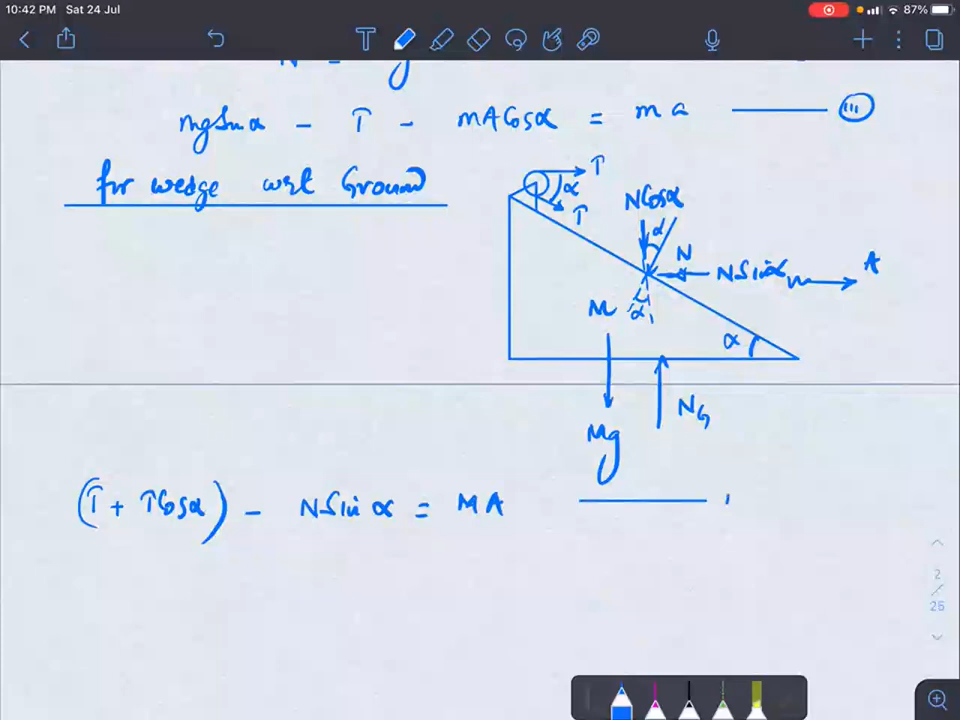 10:42 PM Sat 24 Jul 87%
T
mg Sin α - T - mA Cos α = ma (iii)
for wedge wrt Ground
T
α
T
N Cos α
α
N
N Sin α
A
M
α
α
N_G
Mg
(T + T Cos α) - N Sin α = MA
2
/
25